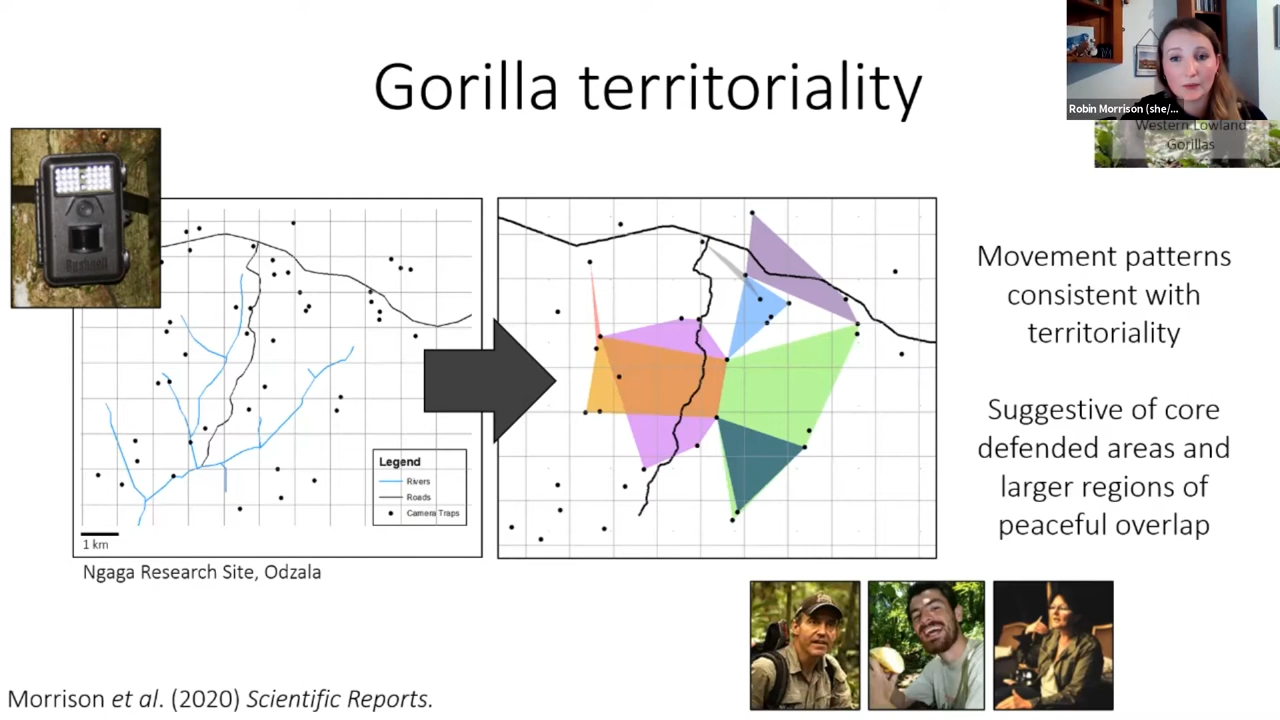 Gorilla territoriality
Robin Morrison (she/...
Western Lowland
Gorillas
Bushnell
Legend
Rivers
Roads
Camera Traps
1 km
Ngaga Research Site, Odzala
Movement patterns
consistent with
territoriality
Suggestive of core
defended areas and
larger regions of
peaceful overlap
Morrison et al. (2020) Scientific Reports.